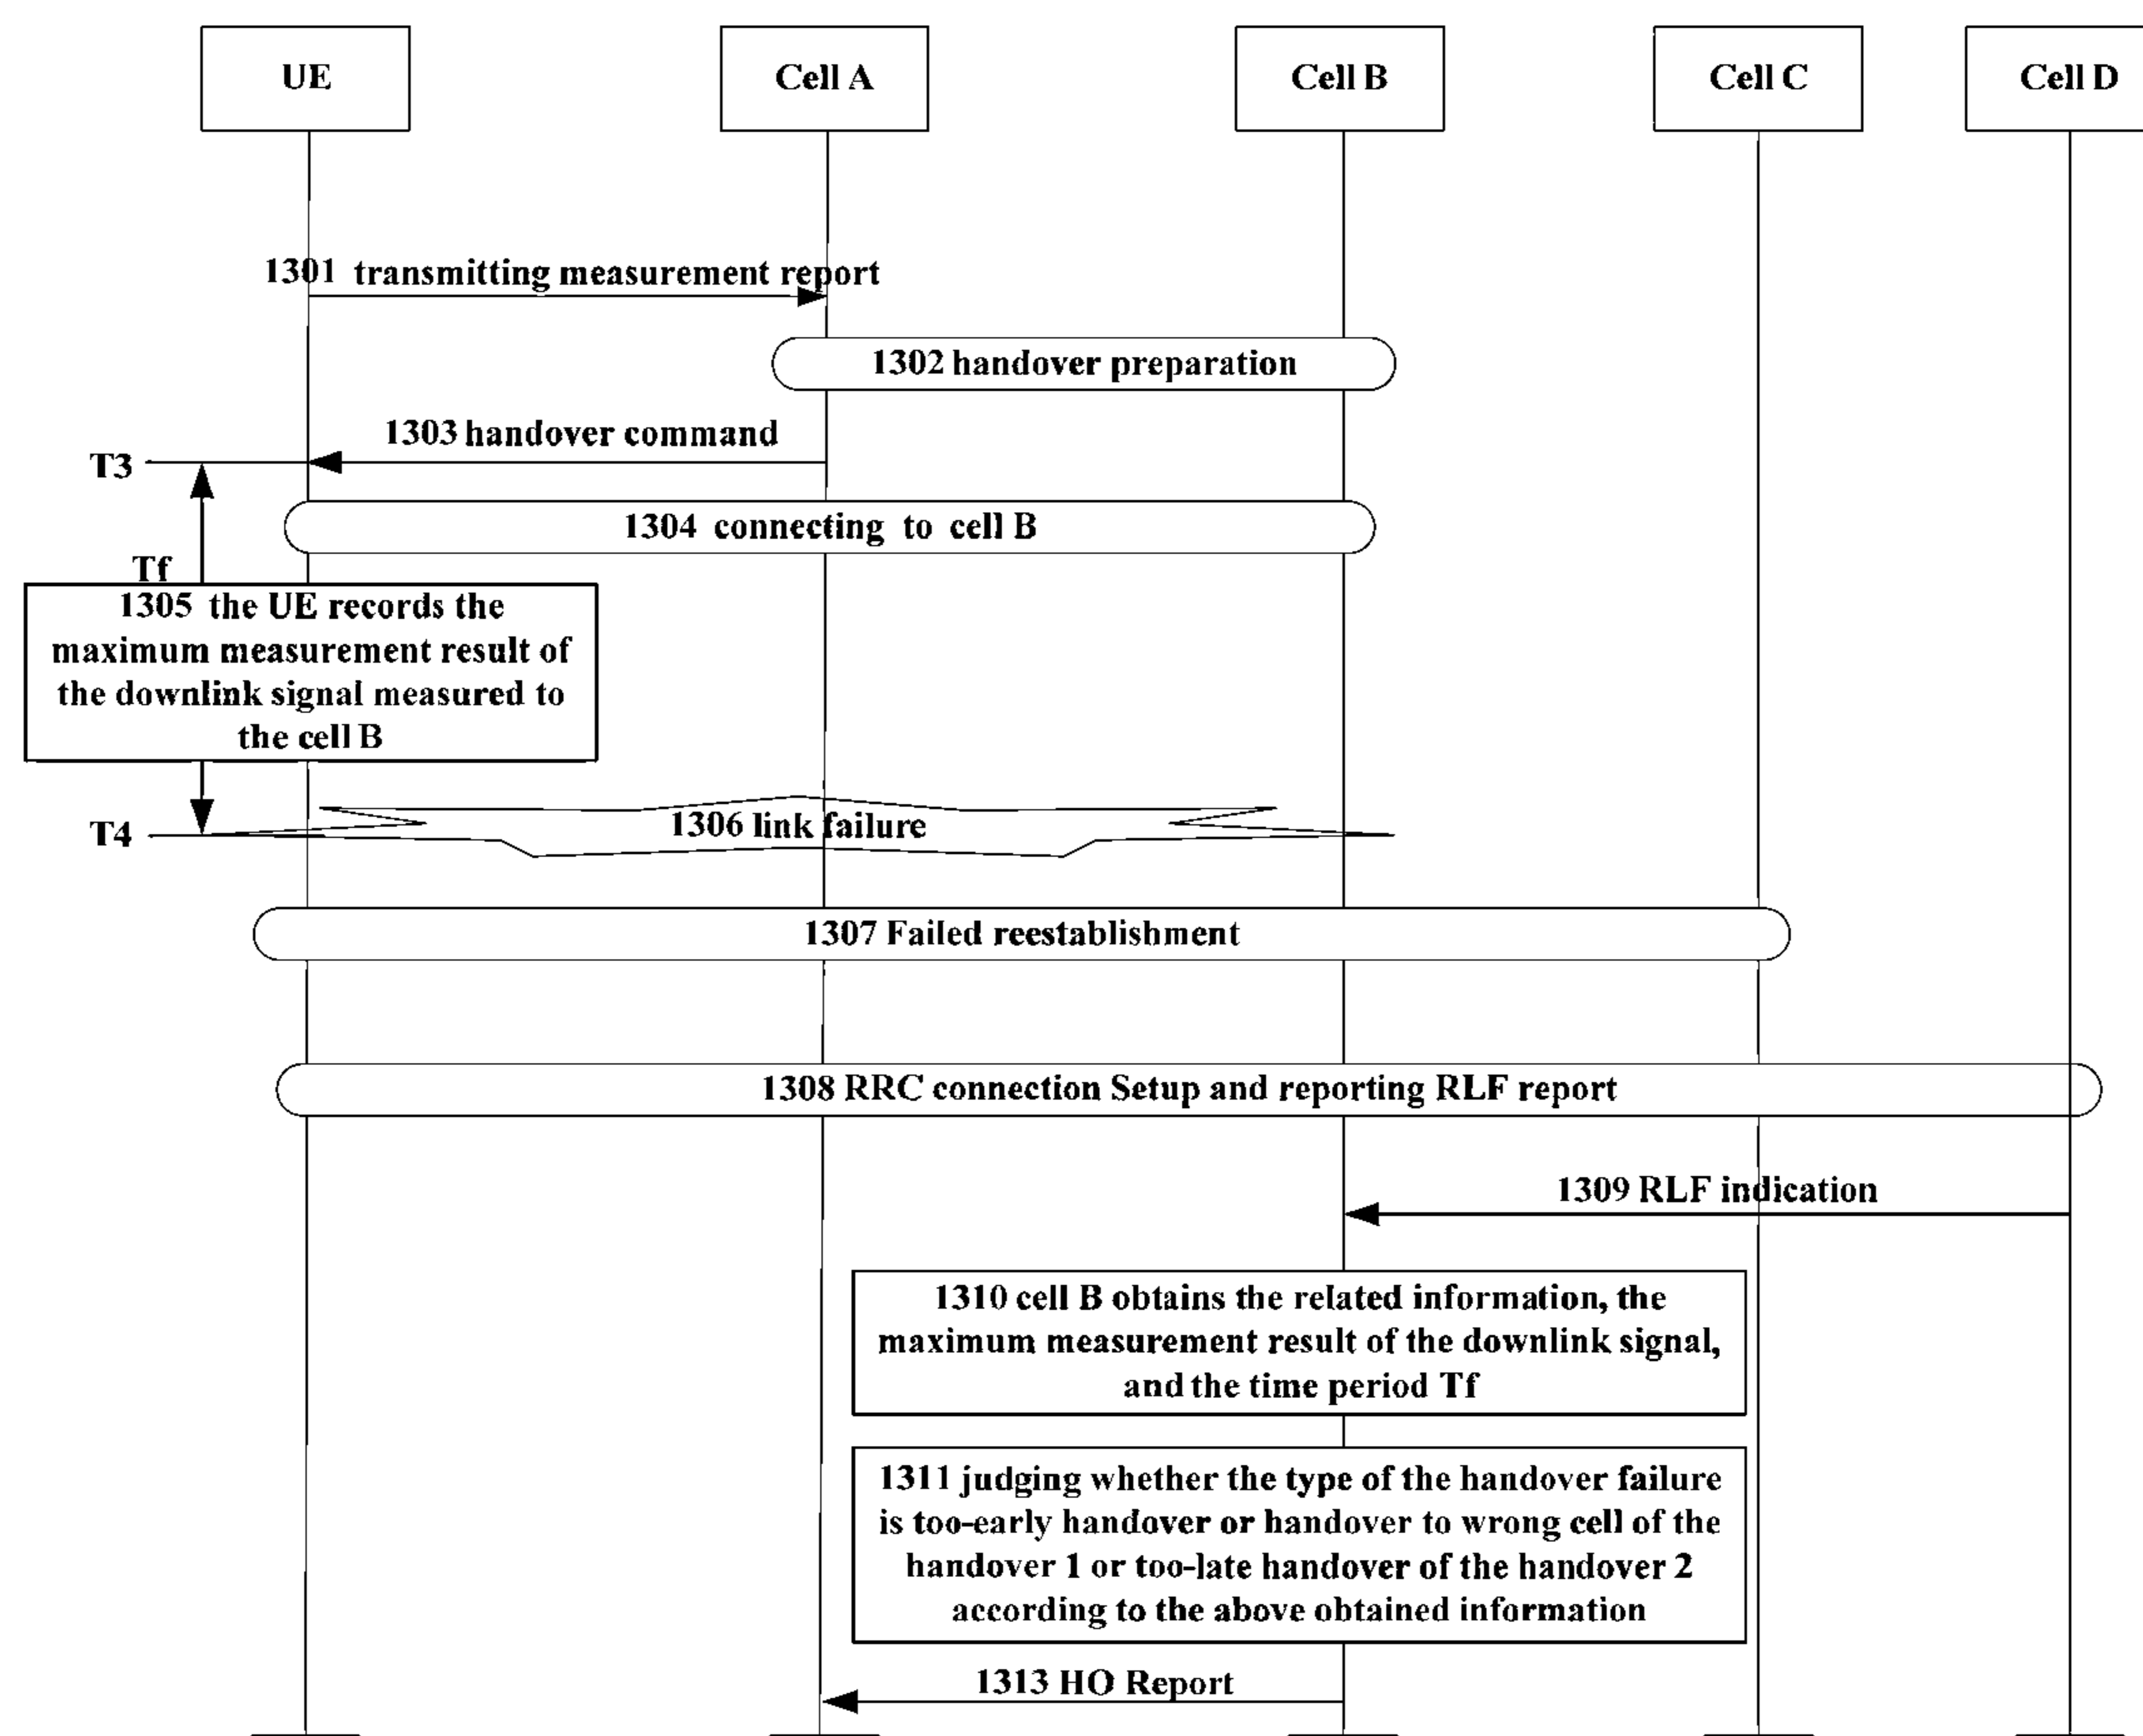 UE
Cell A
Cell B
Cell C
Cell D
1301 transmitting measurement report
1302 handover preparation
1303 handover command
T3
1304 connecting to cell B
Tf
1305 the UE records the
maximum measurement result of
the downlink signal measured to
the cell B
1306 link failure
T4
1307 Failed reestablishment
1308 RRC connection Setup and reporting RLF report
1309 RLF indication
1310 cell B obtains the related information, the
maximum measurement result of the downlink signal,
and the time period Tf
1311 judging whether the type of the handover failure
is too-early handover or handover to wrong cell of the
handover 1 or too-late handover of the handover 2
according to the above obtained information
1313 HO Report